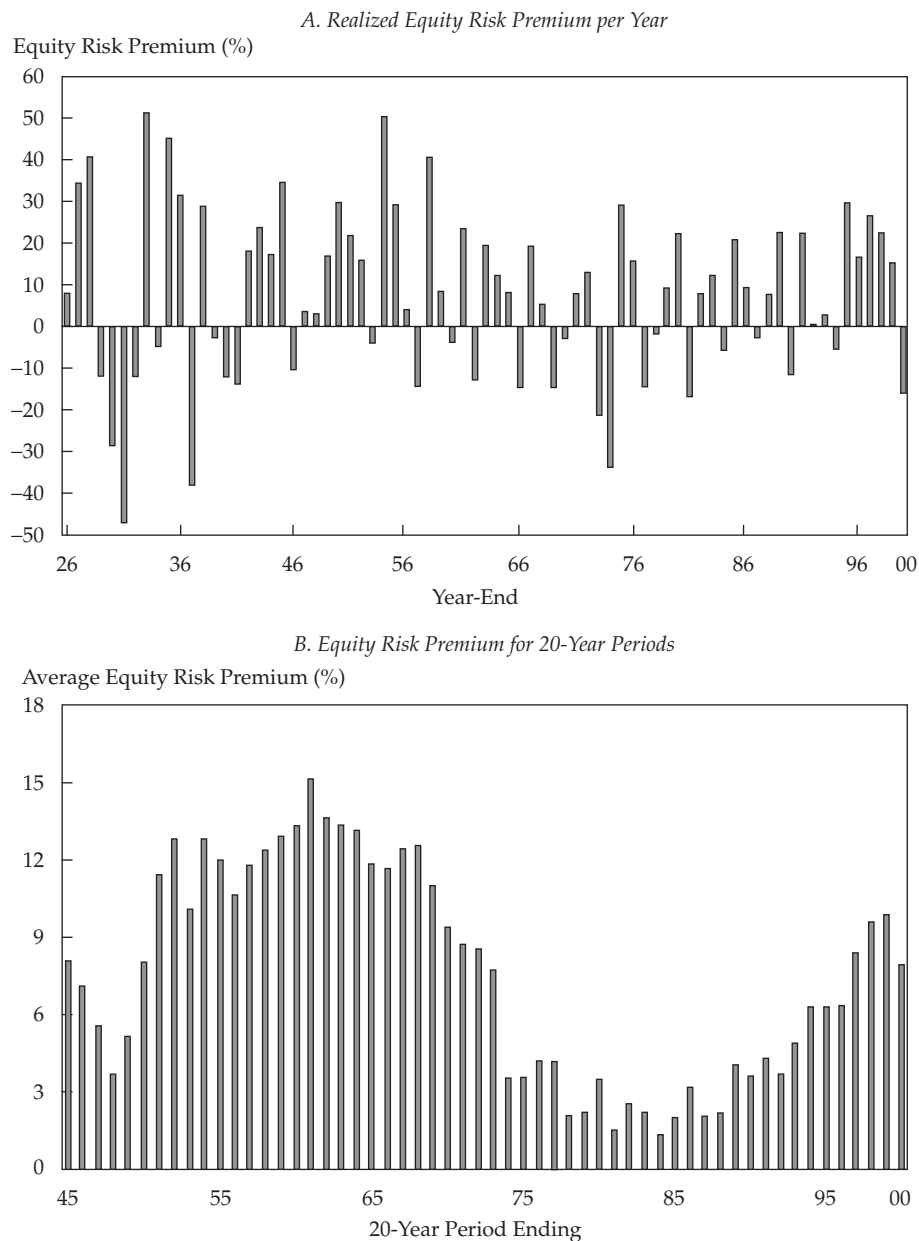 A. Realized Equity Risk Premium per Year
Equity Risk Premium (%)
60
50
40
30
20
10
0
–10
–20
–30
–40
–50
26 36 46 56 66 76 86 96 00
Year-End
B. Equity Risk Premium for 20-Year Periods
Average Equity Risk Premium (%)
18
15
12
9
6
3
0
45 55 65 75 85 95 00
20-Year Period Ending